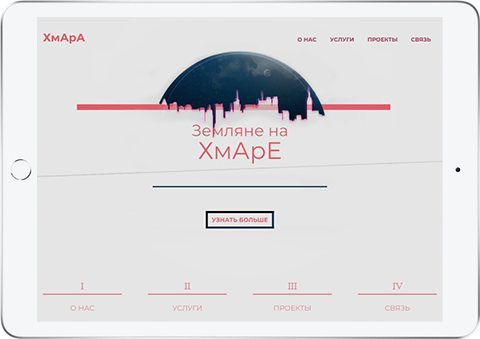 ХмАрА
О НАС УСЛУГИ ПРОЕКТЫ СВЯЗЬ
Земляне на
ХмАрЕ
УЗНАТЬ БОЛЬШЕ
I II III IV
О НАС УСЛУГИ ПРОЕКТЫ СВЯЗЬ